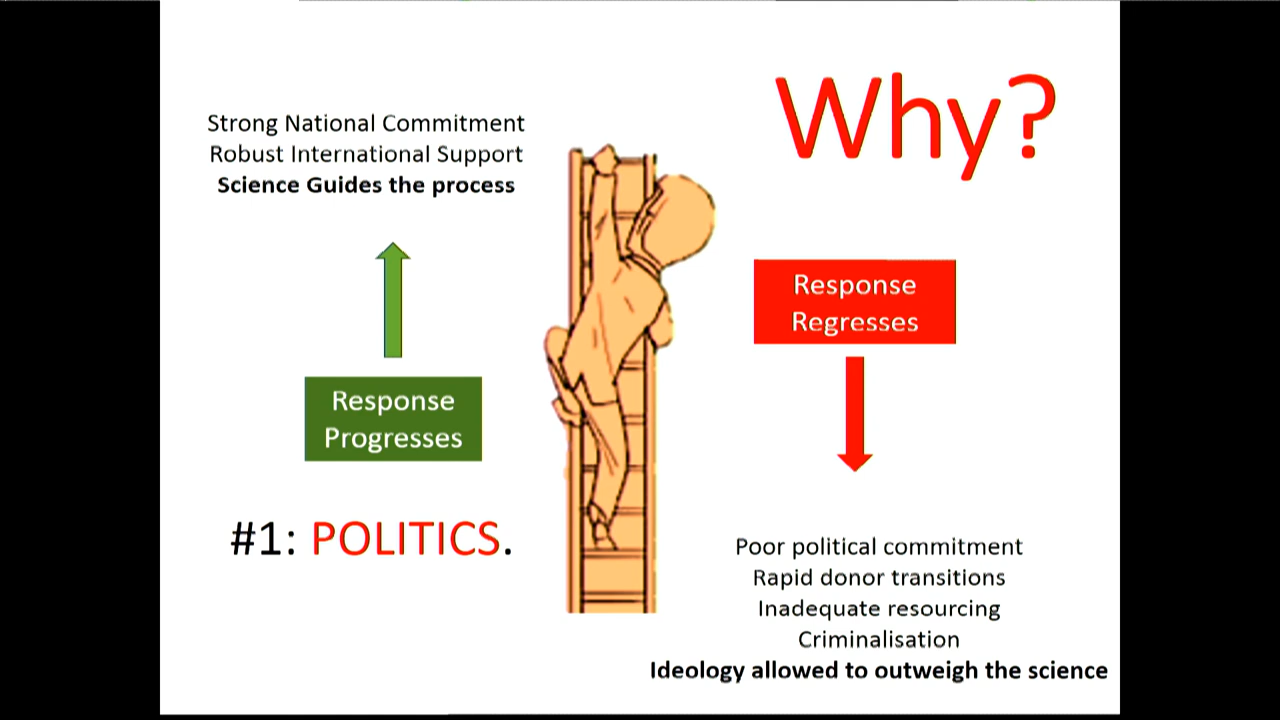 Why?
Strong National Commitment
Robust International Support
Science Guides the process
Response
Progresses
#1: POLITICS.
Response
Regresses
Poor political commitment
Rapid donor transitions
Inadequate resourcing
Criminalisation
Ideology allowed to outweigh the science